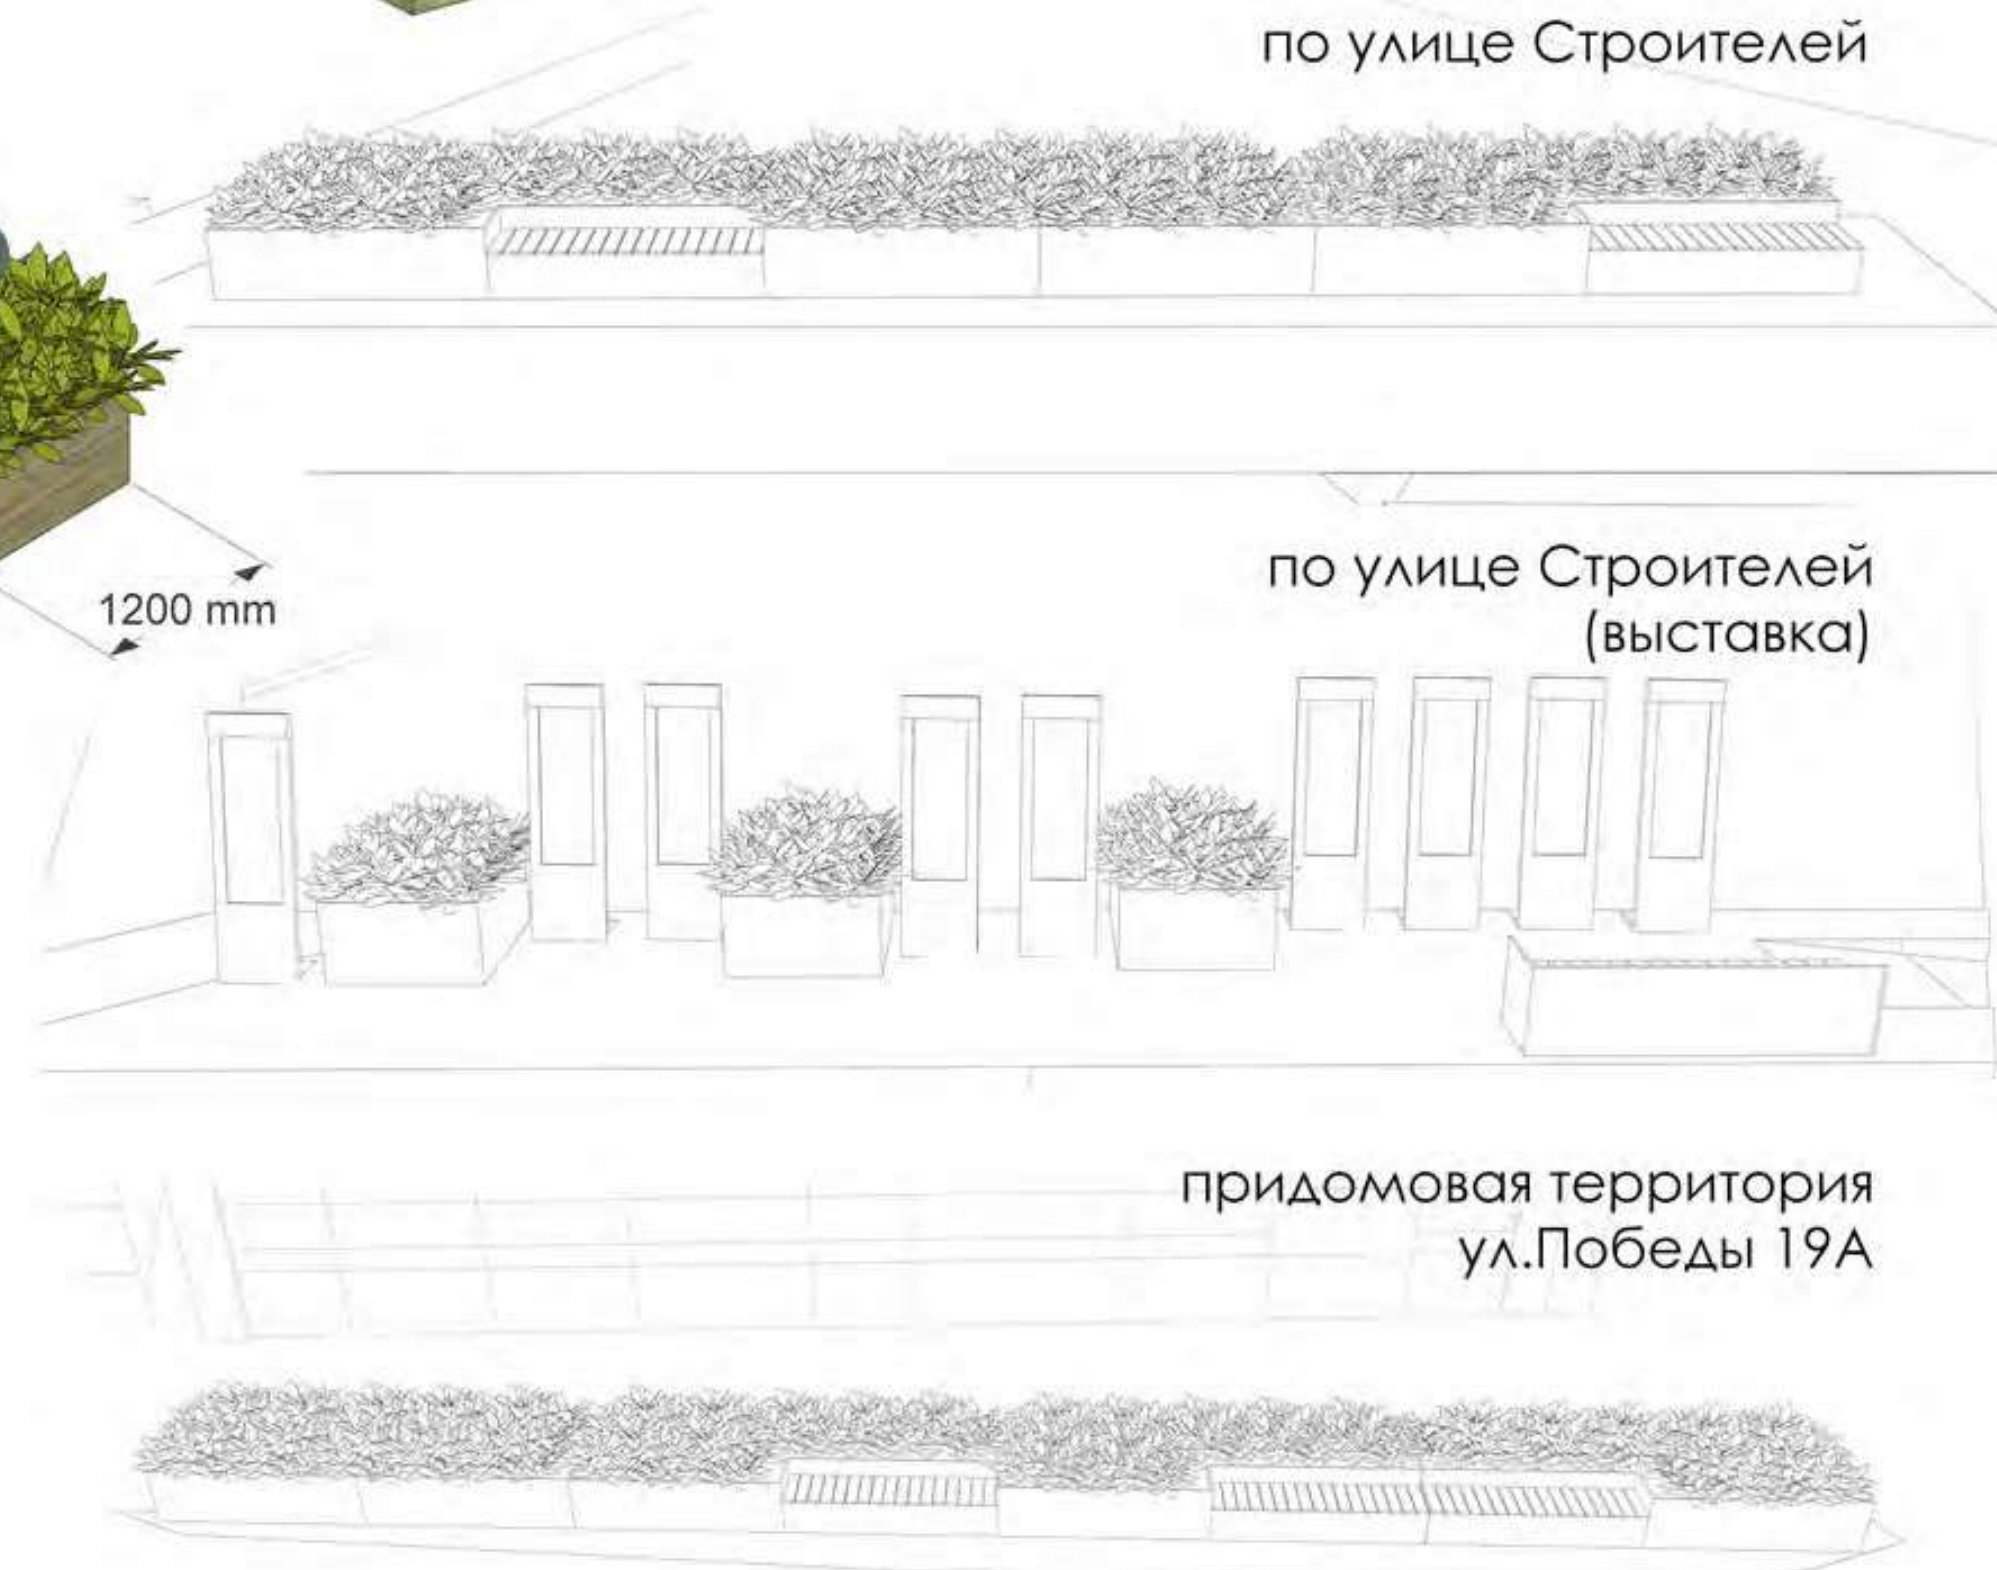 по улице Строителей
по улице Строителей
(выставка)
1200 mm
придомовая территория
ул.Победы 19А